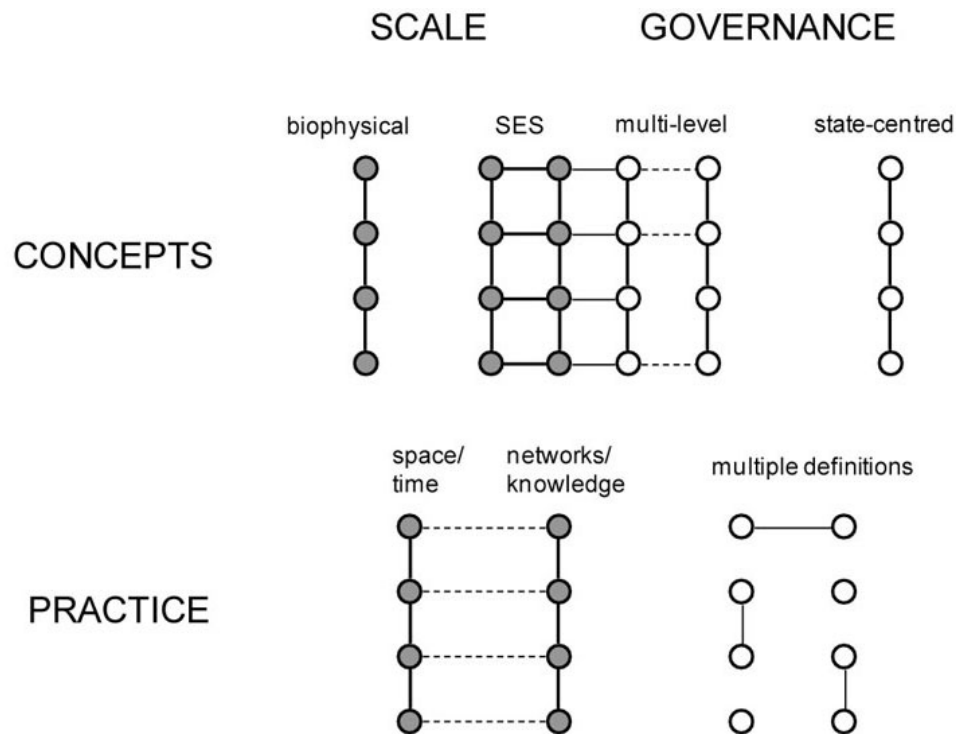 SCALE GOVERNANCE
biophysical SES multi-level state-centred
CONCEPTS
space/ networks/ multiple definitions
time knowledge
PRACTICE